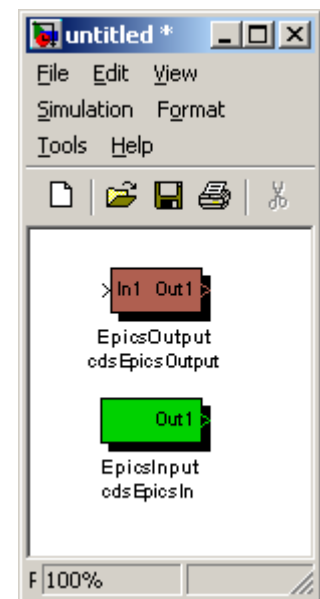 untitled *
File Edit View
Simulation Format
Tools Help
In1 Out1
EpicsOutput
cdsEpicsOutput
Out1
EpicsInput
cdsEpicsIn
F 100%